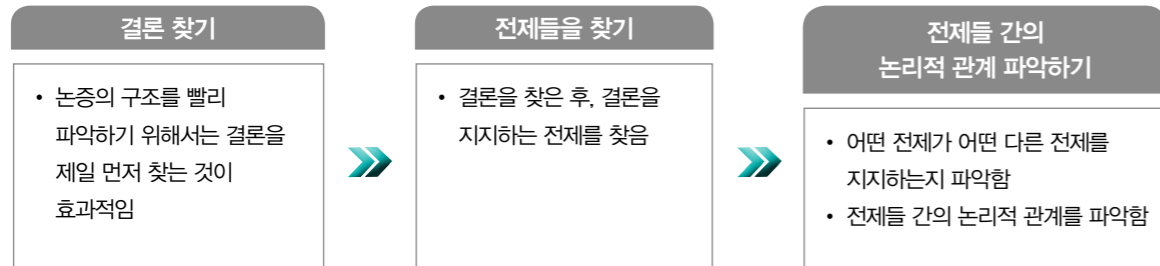 결론 찾기
• 논증의 구조를 빨리
파악하기 위해서는 결론을
제일 먼저 찾는 것이
효과적임
전제들을 찾기
• 결론을 찾은 후, 결론을
지지하는 전제를 찾음
전제들 간의
논리적 관계 파악하기
• 어떤 전제가 어떤 다른 전제를
지지하는지 파악함
• 전제들 간의 논리적 관계를 파악함